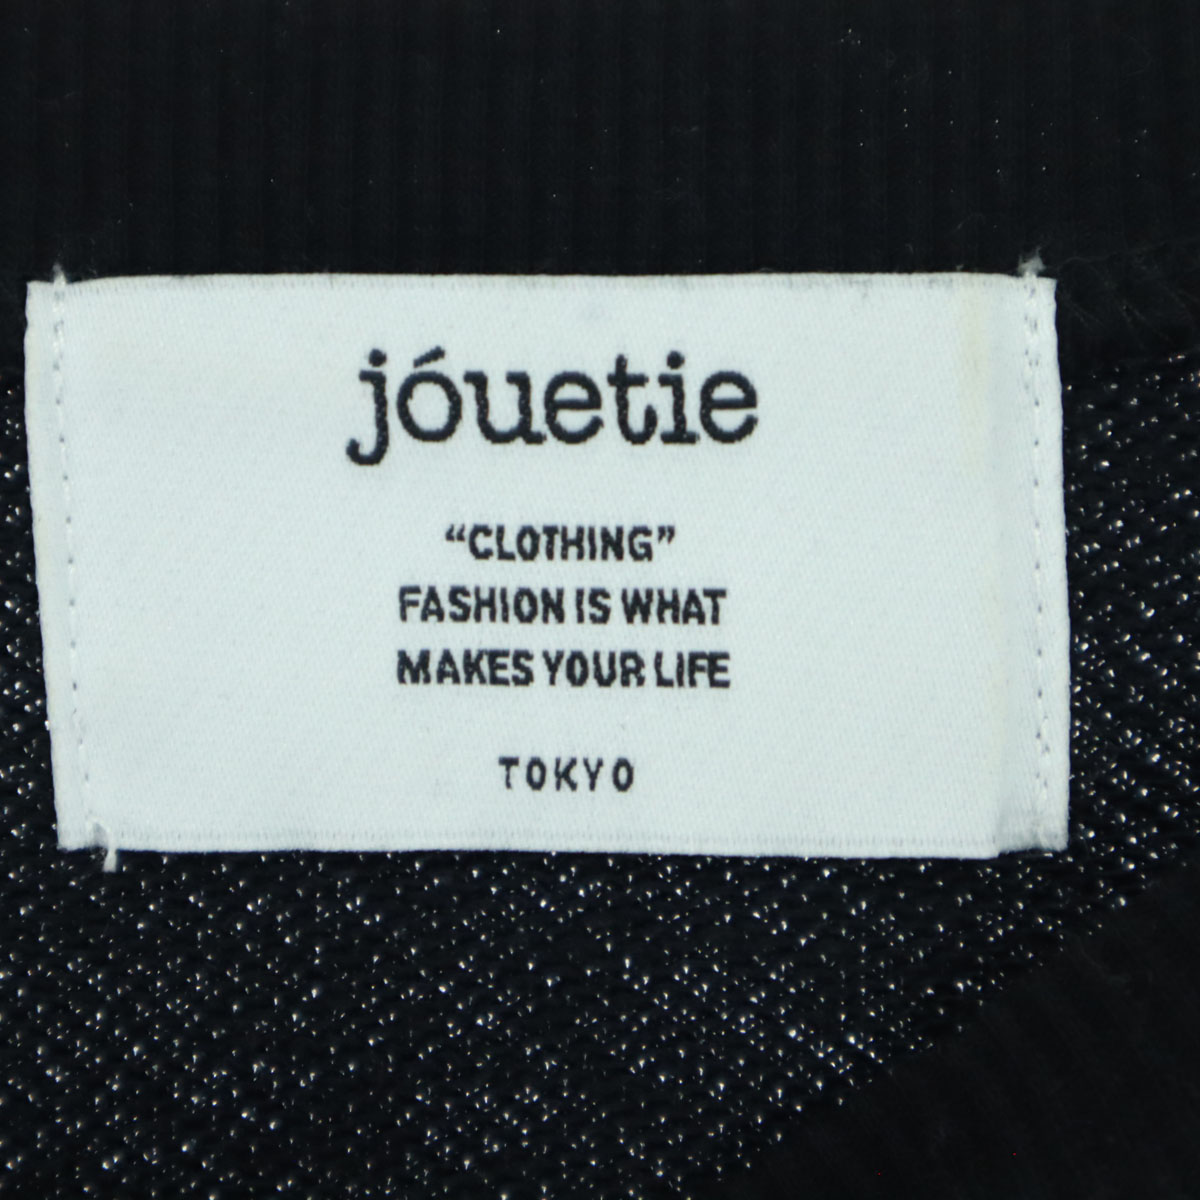 jóuetie
“CLOTHING”
FASHION IS WHAT
MAKES YOUR LIFE
TOKYO